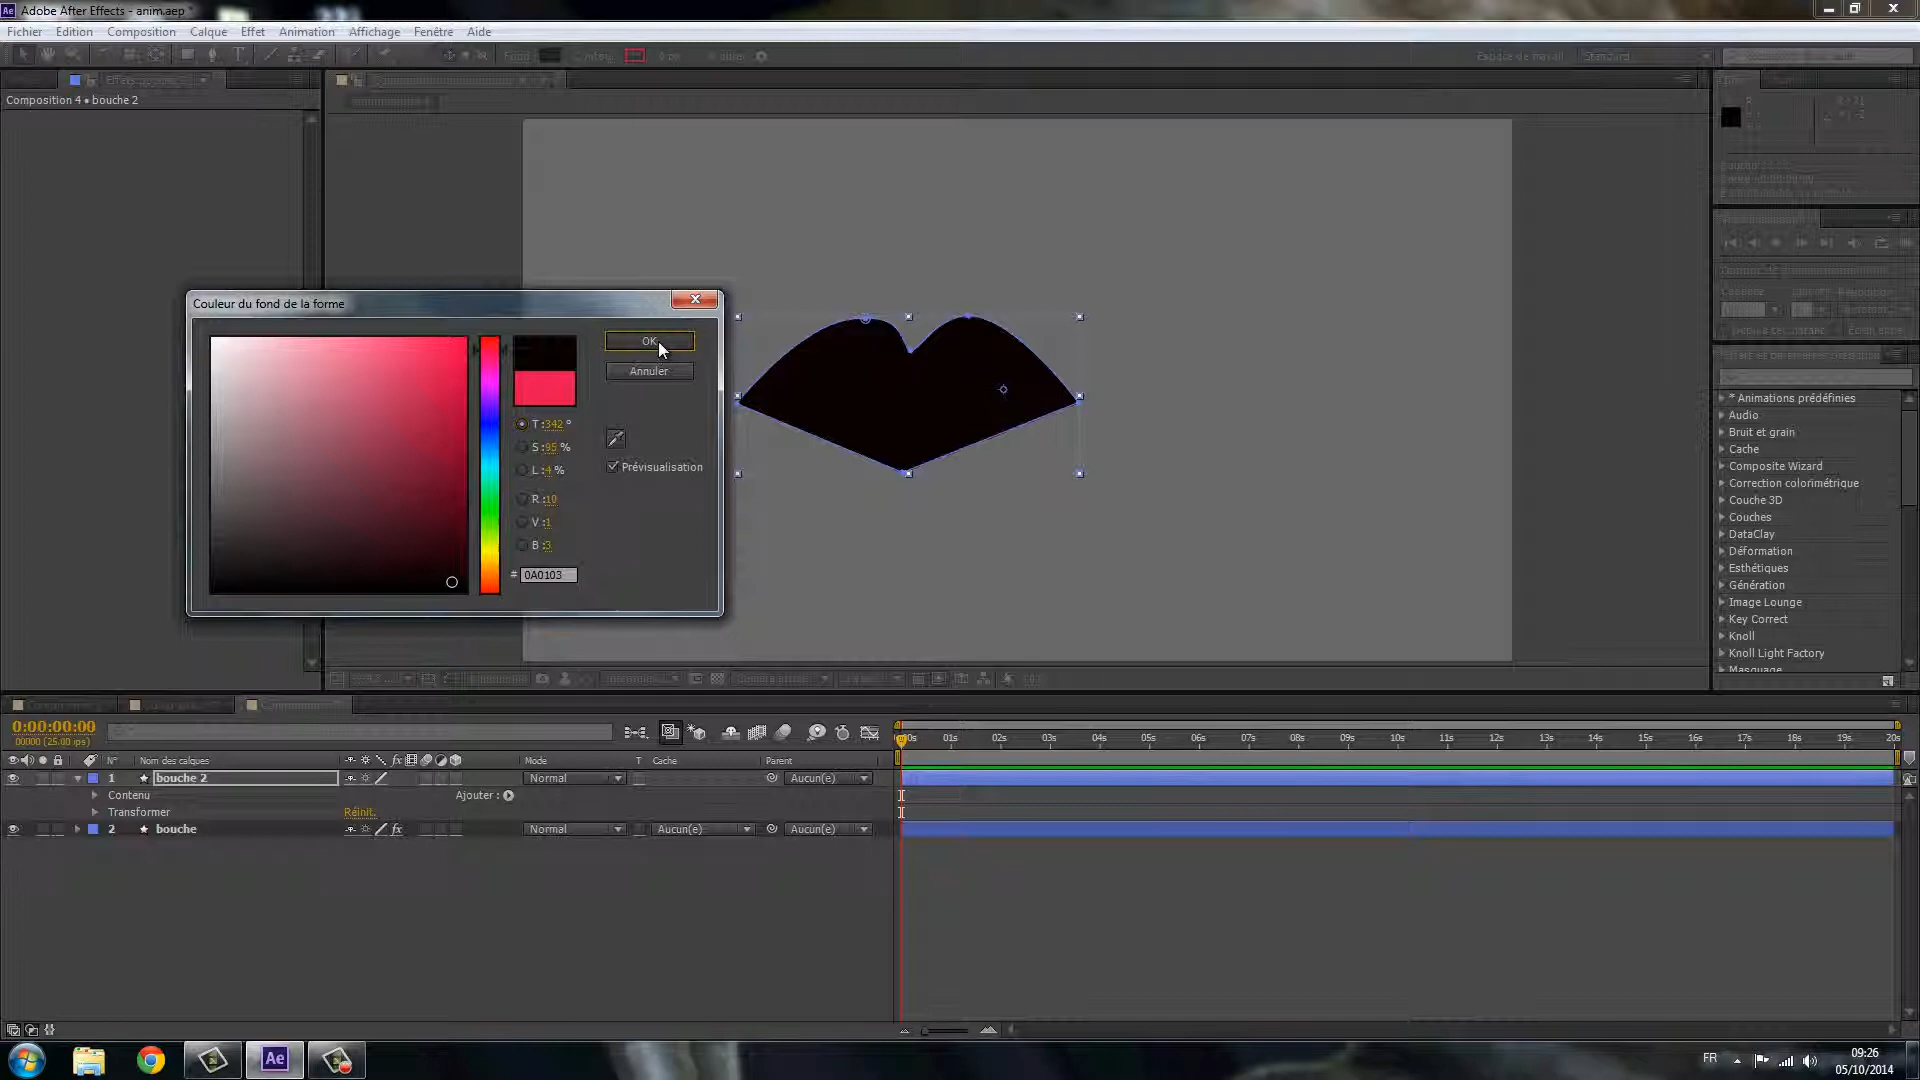 Adobe After Effects - anim.aep *
Fichier Edition Composition Calque Effet Animation Affichage Fenêtre Aide
Espace de travail Standard
Composition 4 • bouche 2
Couleur du fond de la forme
OK
Annuler
T :342 °
S :95 %
L :4 %
Prévisualisation
R :10
V :1
B :3
# 0A0103
* Animations prédéfinies
Audio
Bruit et grain
Cache
Composite Wizard
Correction colorimétrique
Couche 3D
Couches
DataClay
Déformation
Esthétiques
Génération
Image Lounge
Key Correct
Knoll
Knoll Light Factory
Masquage
0:00:00:00
00000 (25.00 ips)
00s 01s 02s 03s 04s 05s 06s 07s 08s 09s 10s 11s 12s 13s 14s 15s 16s 17s 18s 19s 20s
N° Nom des calques Mode T Cache Parent
1 bouche 2 Normal Aucun(e)
Contenu Ajouter :
Transformer Réinit.
2 bouche fx Normal Aucun(e) Aucun(e)
Ae
FR
09:26
05/10/2014